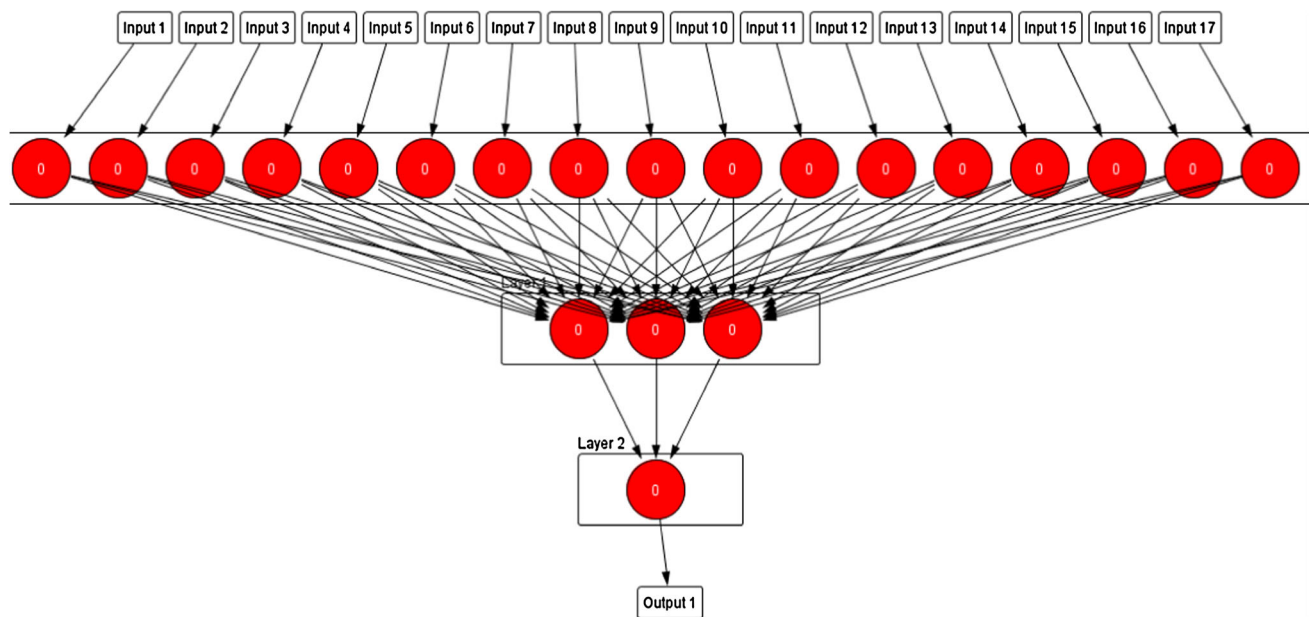 Input 1 Input 2 Input 3 Input 4 Input 5 Input 6 Input 7 Input 8 Input 9 Input 10 Input 11 Input 12 Input 13 Input 14 Input 15 Input 16 Input 17
0 0 0 0 0 0 0 0 0 0 0 0 0 0 0 0 0
Layer 1
0 0 0
Layer 2
0
Output 1